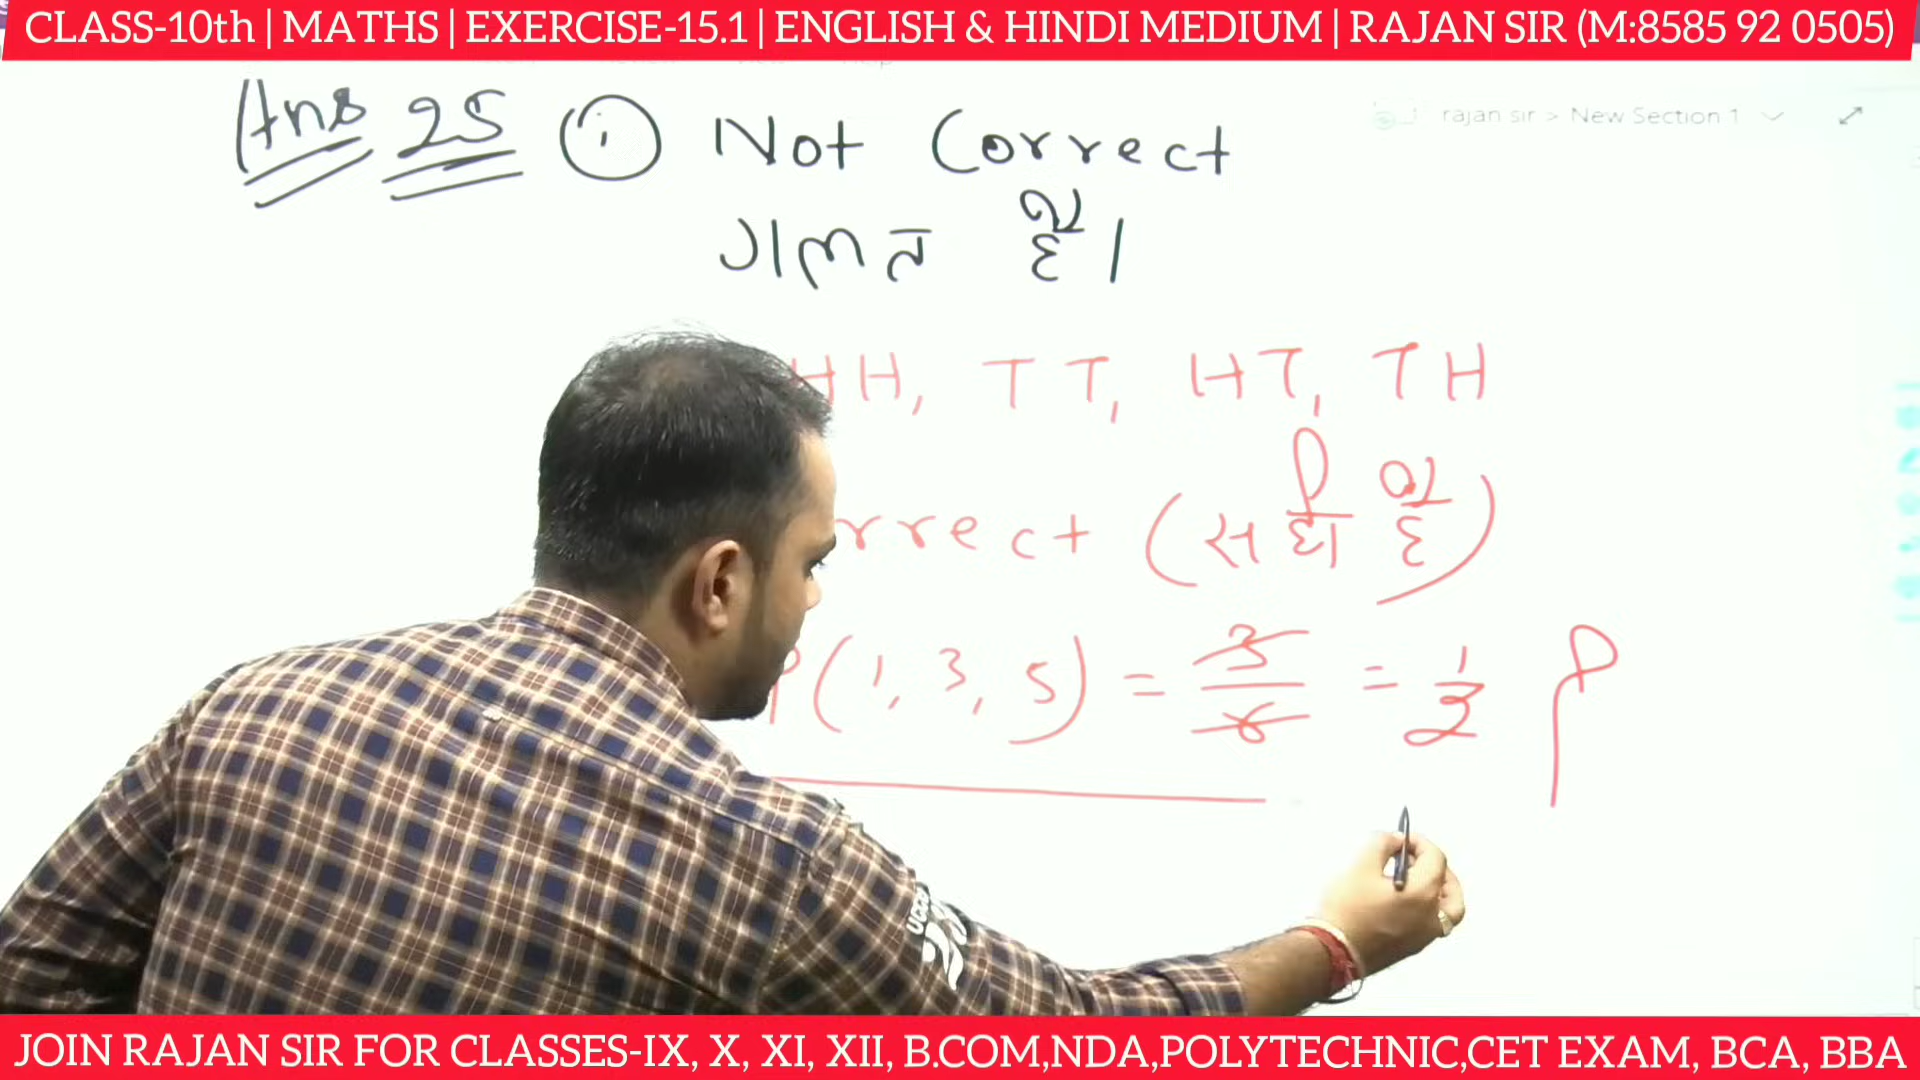 CLASS-10th | MATHS | EXERCISE-15.1 | ENGLISH & HINDI MEDIUM | RAJAN SIR (M:8585 92 0505)
rajan sir > New Section 1
Ans 25 (i) Not Correct
गलत है।
HH, TT, HT, TH
rrect (सही है)
P(1, 3, 5) = 3/6 = 1/2
UCC
JOIN RAJAN SIR FOR CLASSES-IX, X, XI, XII, B.COM,NDA,POLYTECHNIC,CET EXAM, BCA, BBA